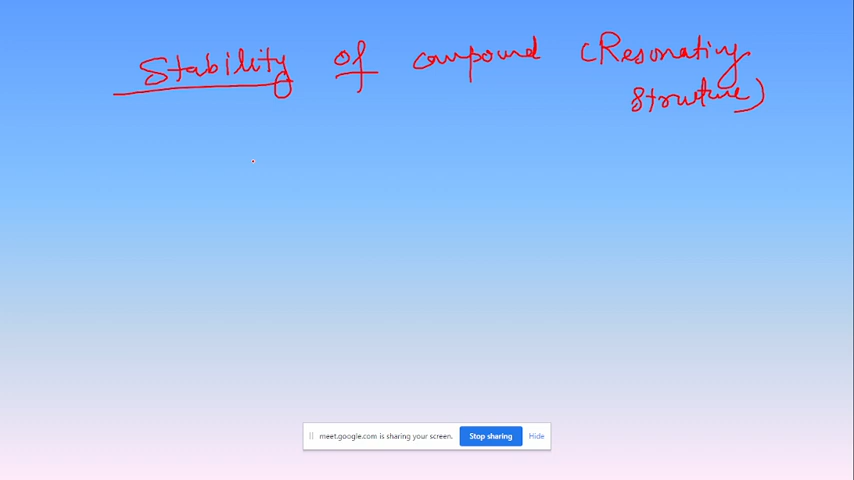 Stability of compound (Resonating
structure)
meet.google.com is sharing your screen. Stop sharing Hide